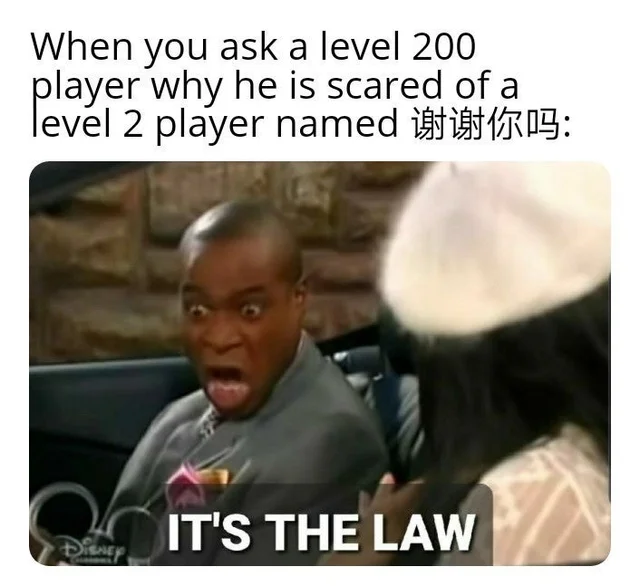 When you ask a level 200
player why he is scared of a
level 2 player named 谢谢你吗:
IT'S THE LAW
DISNEY
CHANNEL